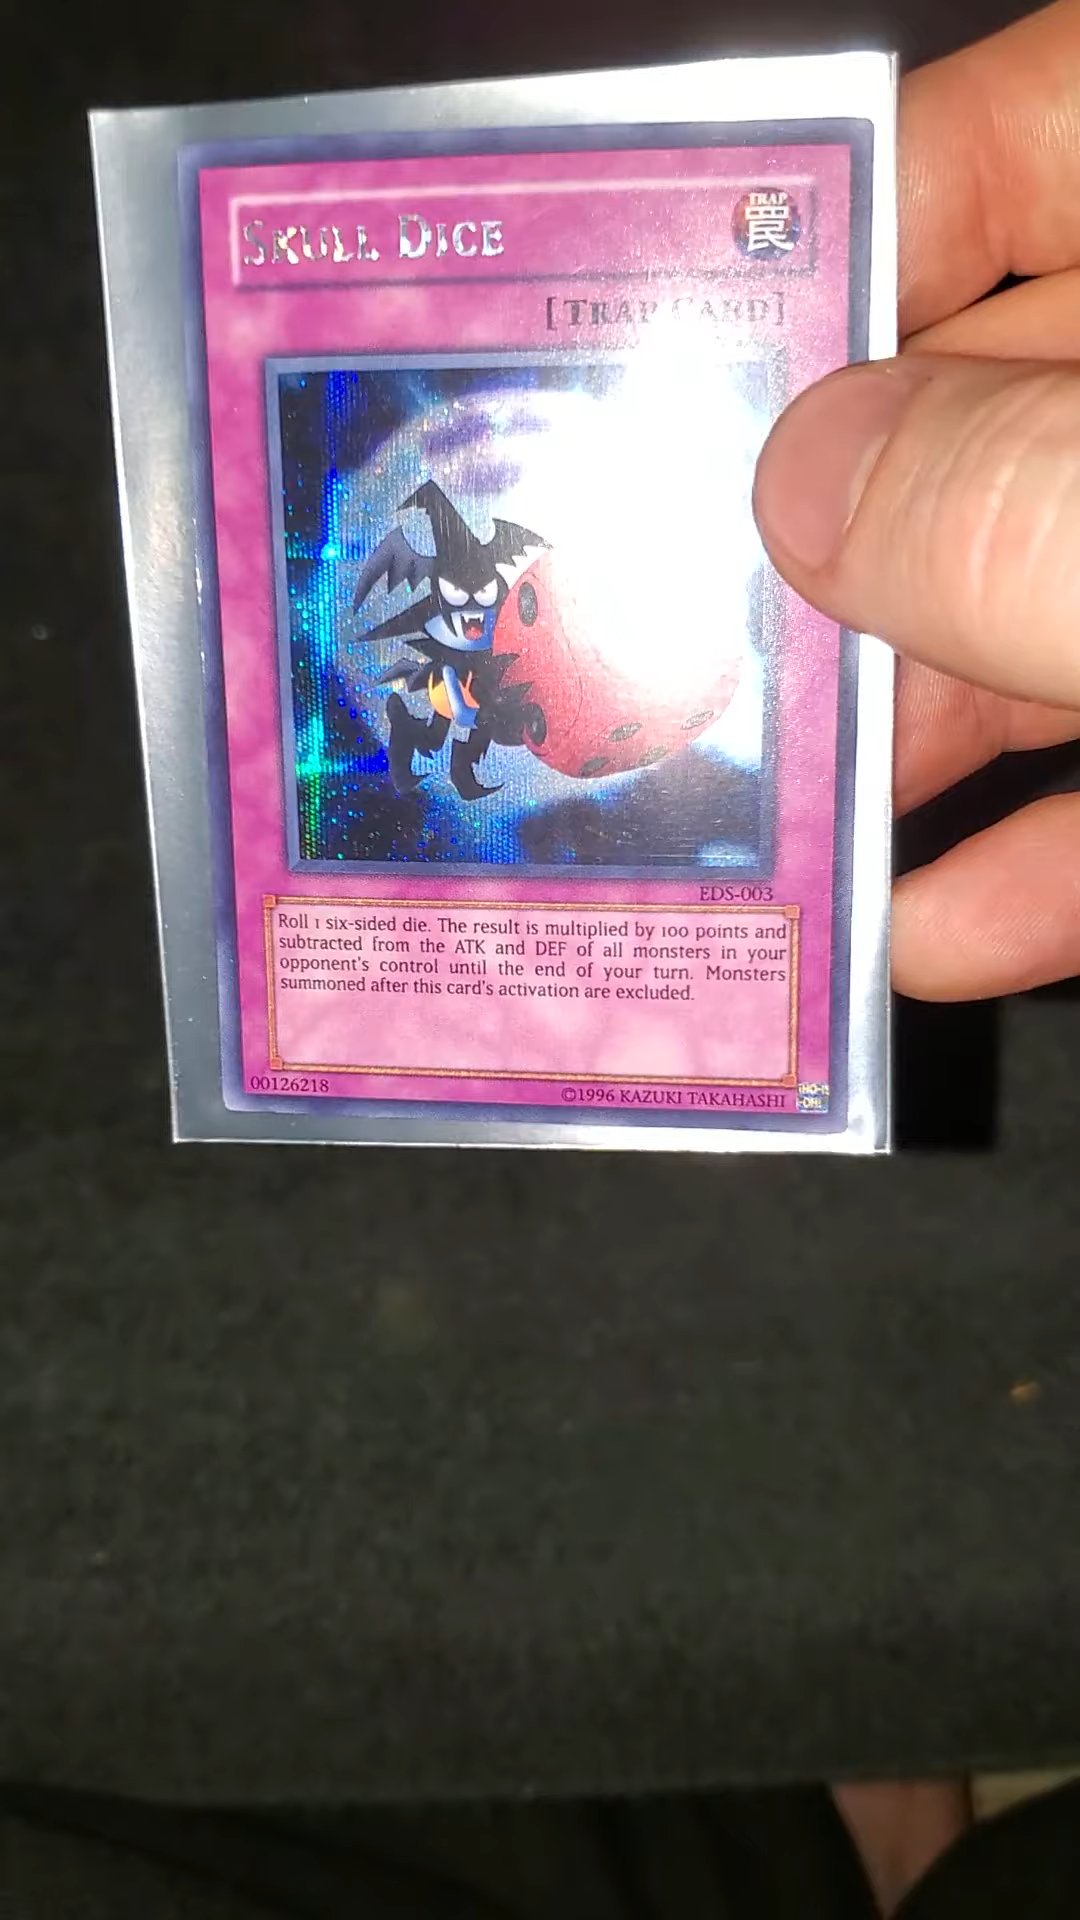 SKULL DICE
TRAP
罠
[TRAP CARD]
EDS-003
Roll 1 six-sided die. The result is multiplied by 100 points and
subtracted from the ATK and DEF of all monsters in your
opponent's control until the end of your turn. Monsters
summoned after this card's activation are excluded.
00126218
©1996 KAZUKI TAKAHASHI